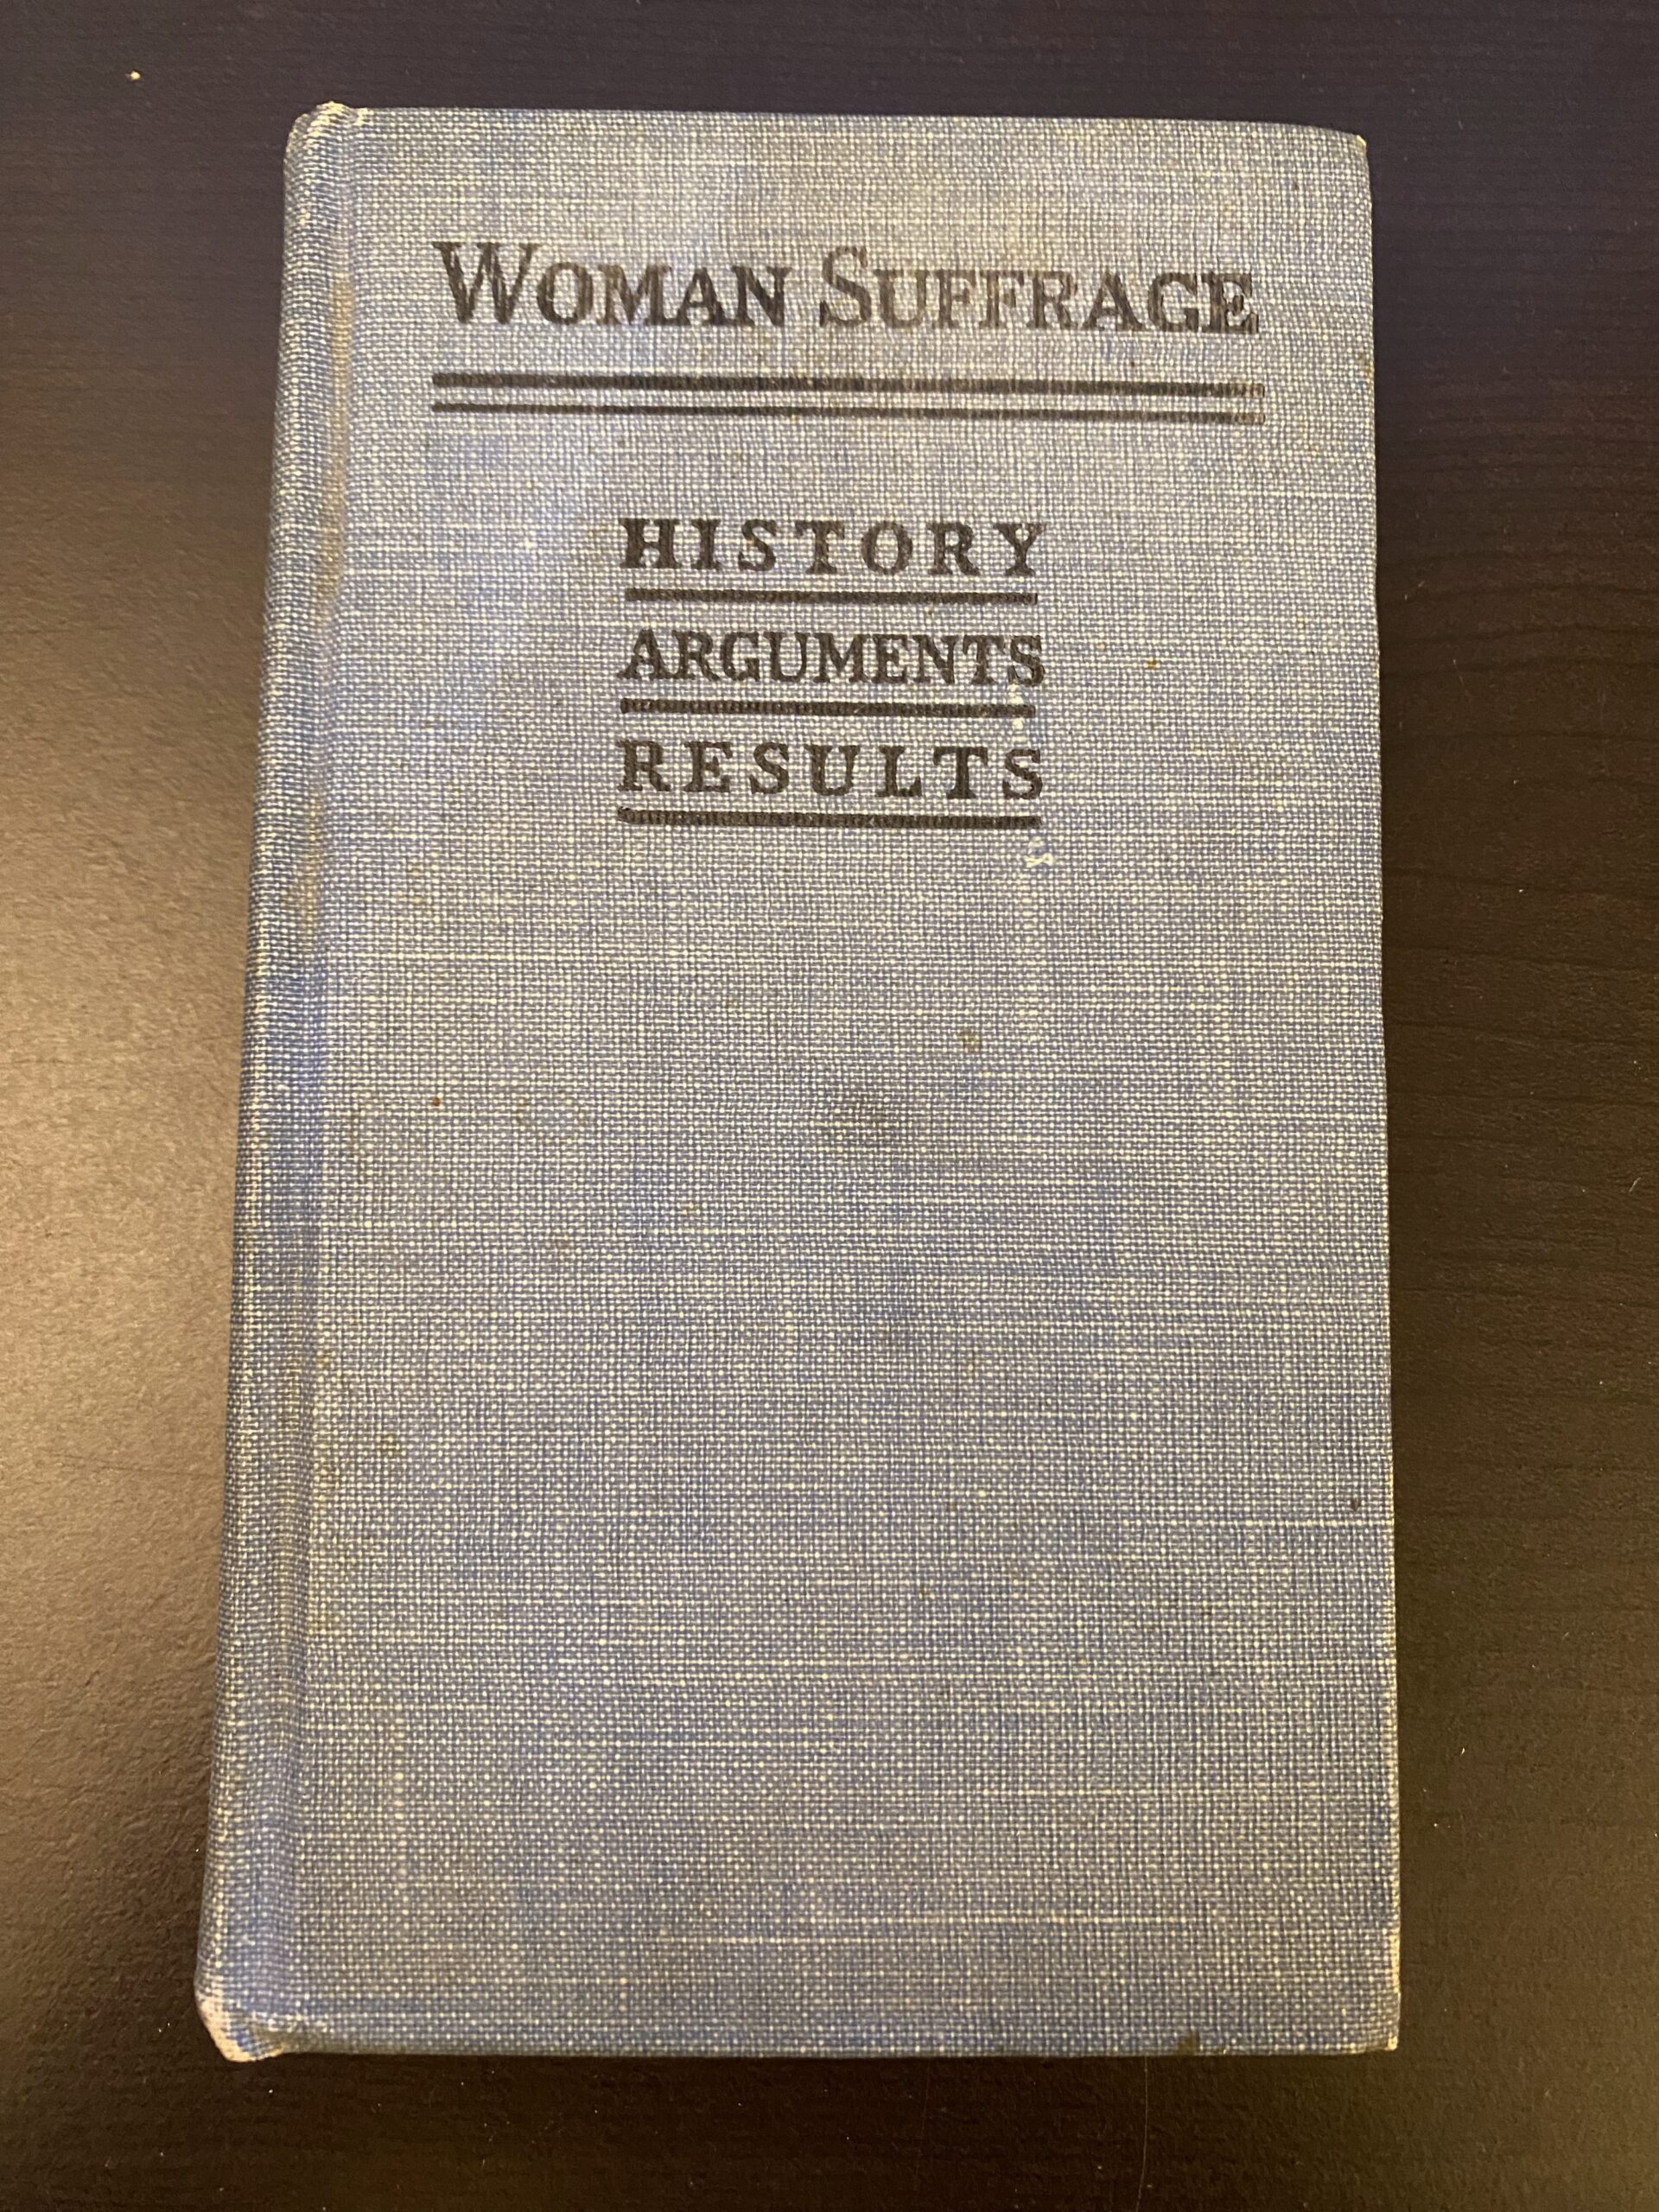 WOMAN SUFFRAGE
HISTORY
ARGUMENTS
RESULTS